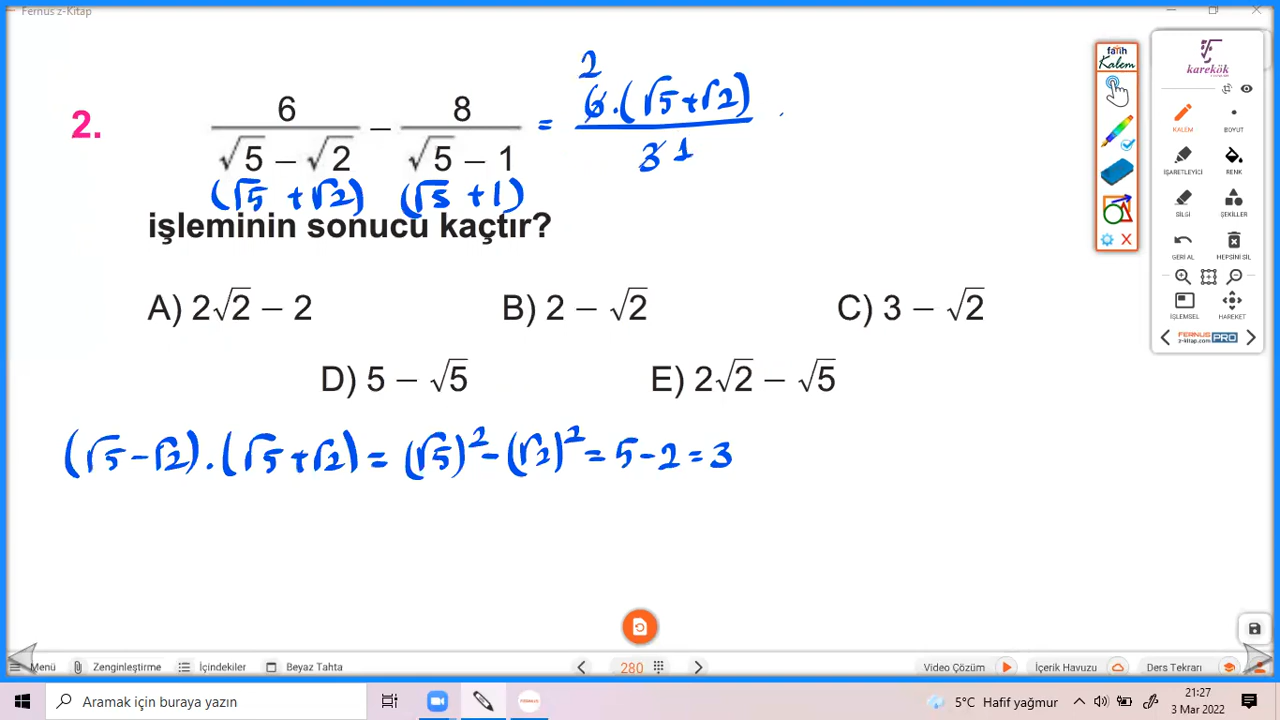 Fernus z-Kitap
2. 6/(√5 − √2) − 8/(√5 − 1) = 2 6·(√5+√2)/3 1
(√5 + √2) (√5 + 1)
işleminin sonucu kaçtır?
A) 2√2 − 2 B) 2 − √2 C) 3 − √2
D) 5 − √5 E) 2√2 − √5
(√5−√2).(√5+√2) = (√5)² − (√2)² = 5−2 = 3
fatih
Kalem
karekök
KALEM BOYUT
İŞARETLEYİCİ RENK
SİLGİ ŞEKİLLER
GERİ AL HEPSİNİ SİL
İŞLEMSEL HAREKET
FERNUS
z-kitap.com PRO
Menü Zenginleştirme İçindekiler Beyaz Tahta 280 Video Çözüm İçerik Havuzu Ders Tekrarı
Aramak için buraya yazın FERNUS 5°C Hafif yağmur 21:27
3 Mar 2022